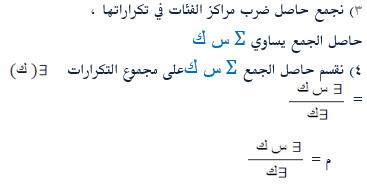 ٣) نجمع حاصل ضرب مراكز الفئات في تكراراتها ،
حاصل الجمع يساوي Σ س ك
٤) نقسم حاصل الجمع Σ س ك على مجموع التكرارات ∃(ك)
= ∃ س ك / ∃ك
م = ∃ س ك / ∃ك